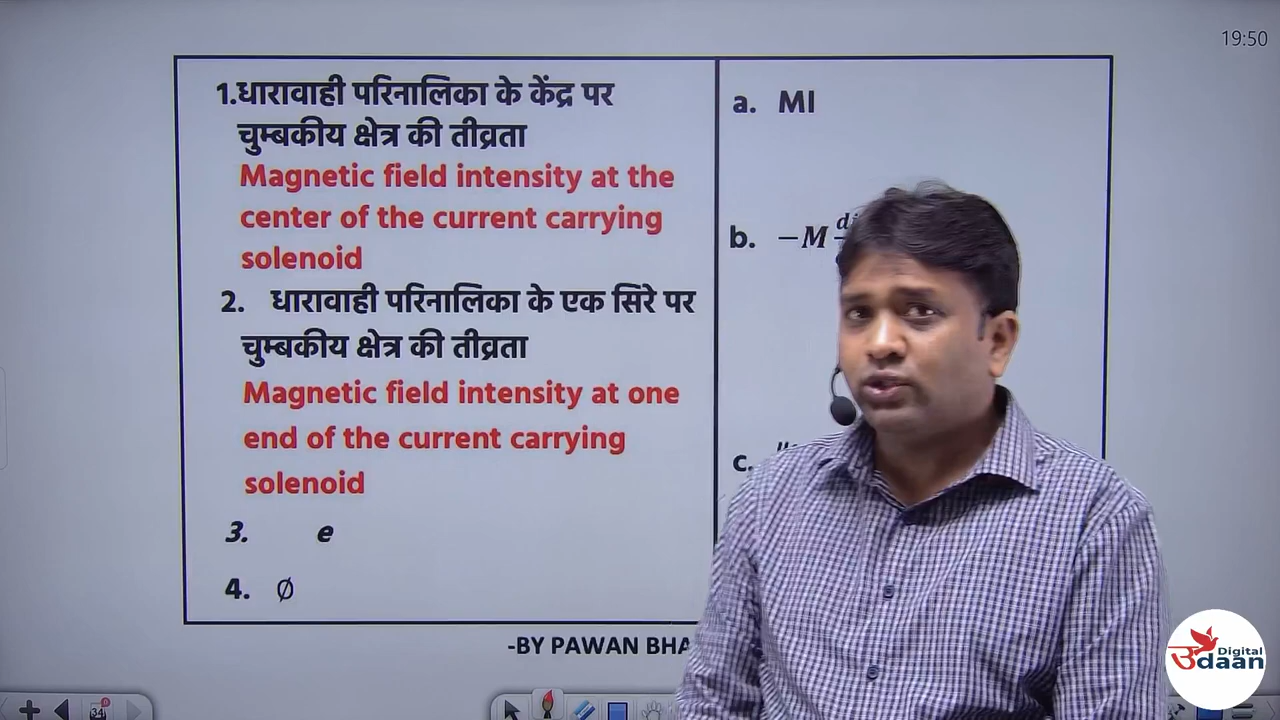 19:50
1.धारावाही परिनालिका के केंद्र पर
चुम्बकीय क्षेत्र की तीव्रता
Magnetic field intensity at the
center of the current carrying
solenoid
2. धारावाही परिनालिका के एक सिरे पर
चुम्बकीय क्षेत्र की तीव्रता
Magnetic field intensity at one
end of the current carrying
solenoid
3. e
4. ∅
a. MI
b. −M
c.
-BY PAWAN
34
Digital
उdaan